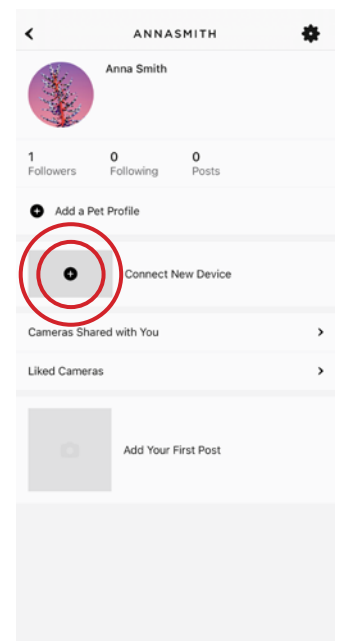 ANNASMITH
Anna Smith
1 0 0
Followers Following Posts
Add a Pet Profile
Connect New Device
Cameras Shared with You
Liked Cameras
Add Your First Post